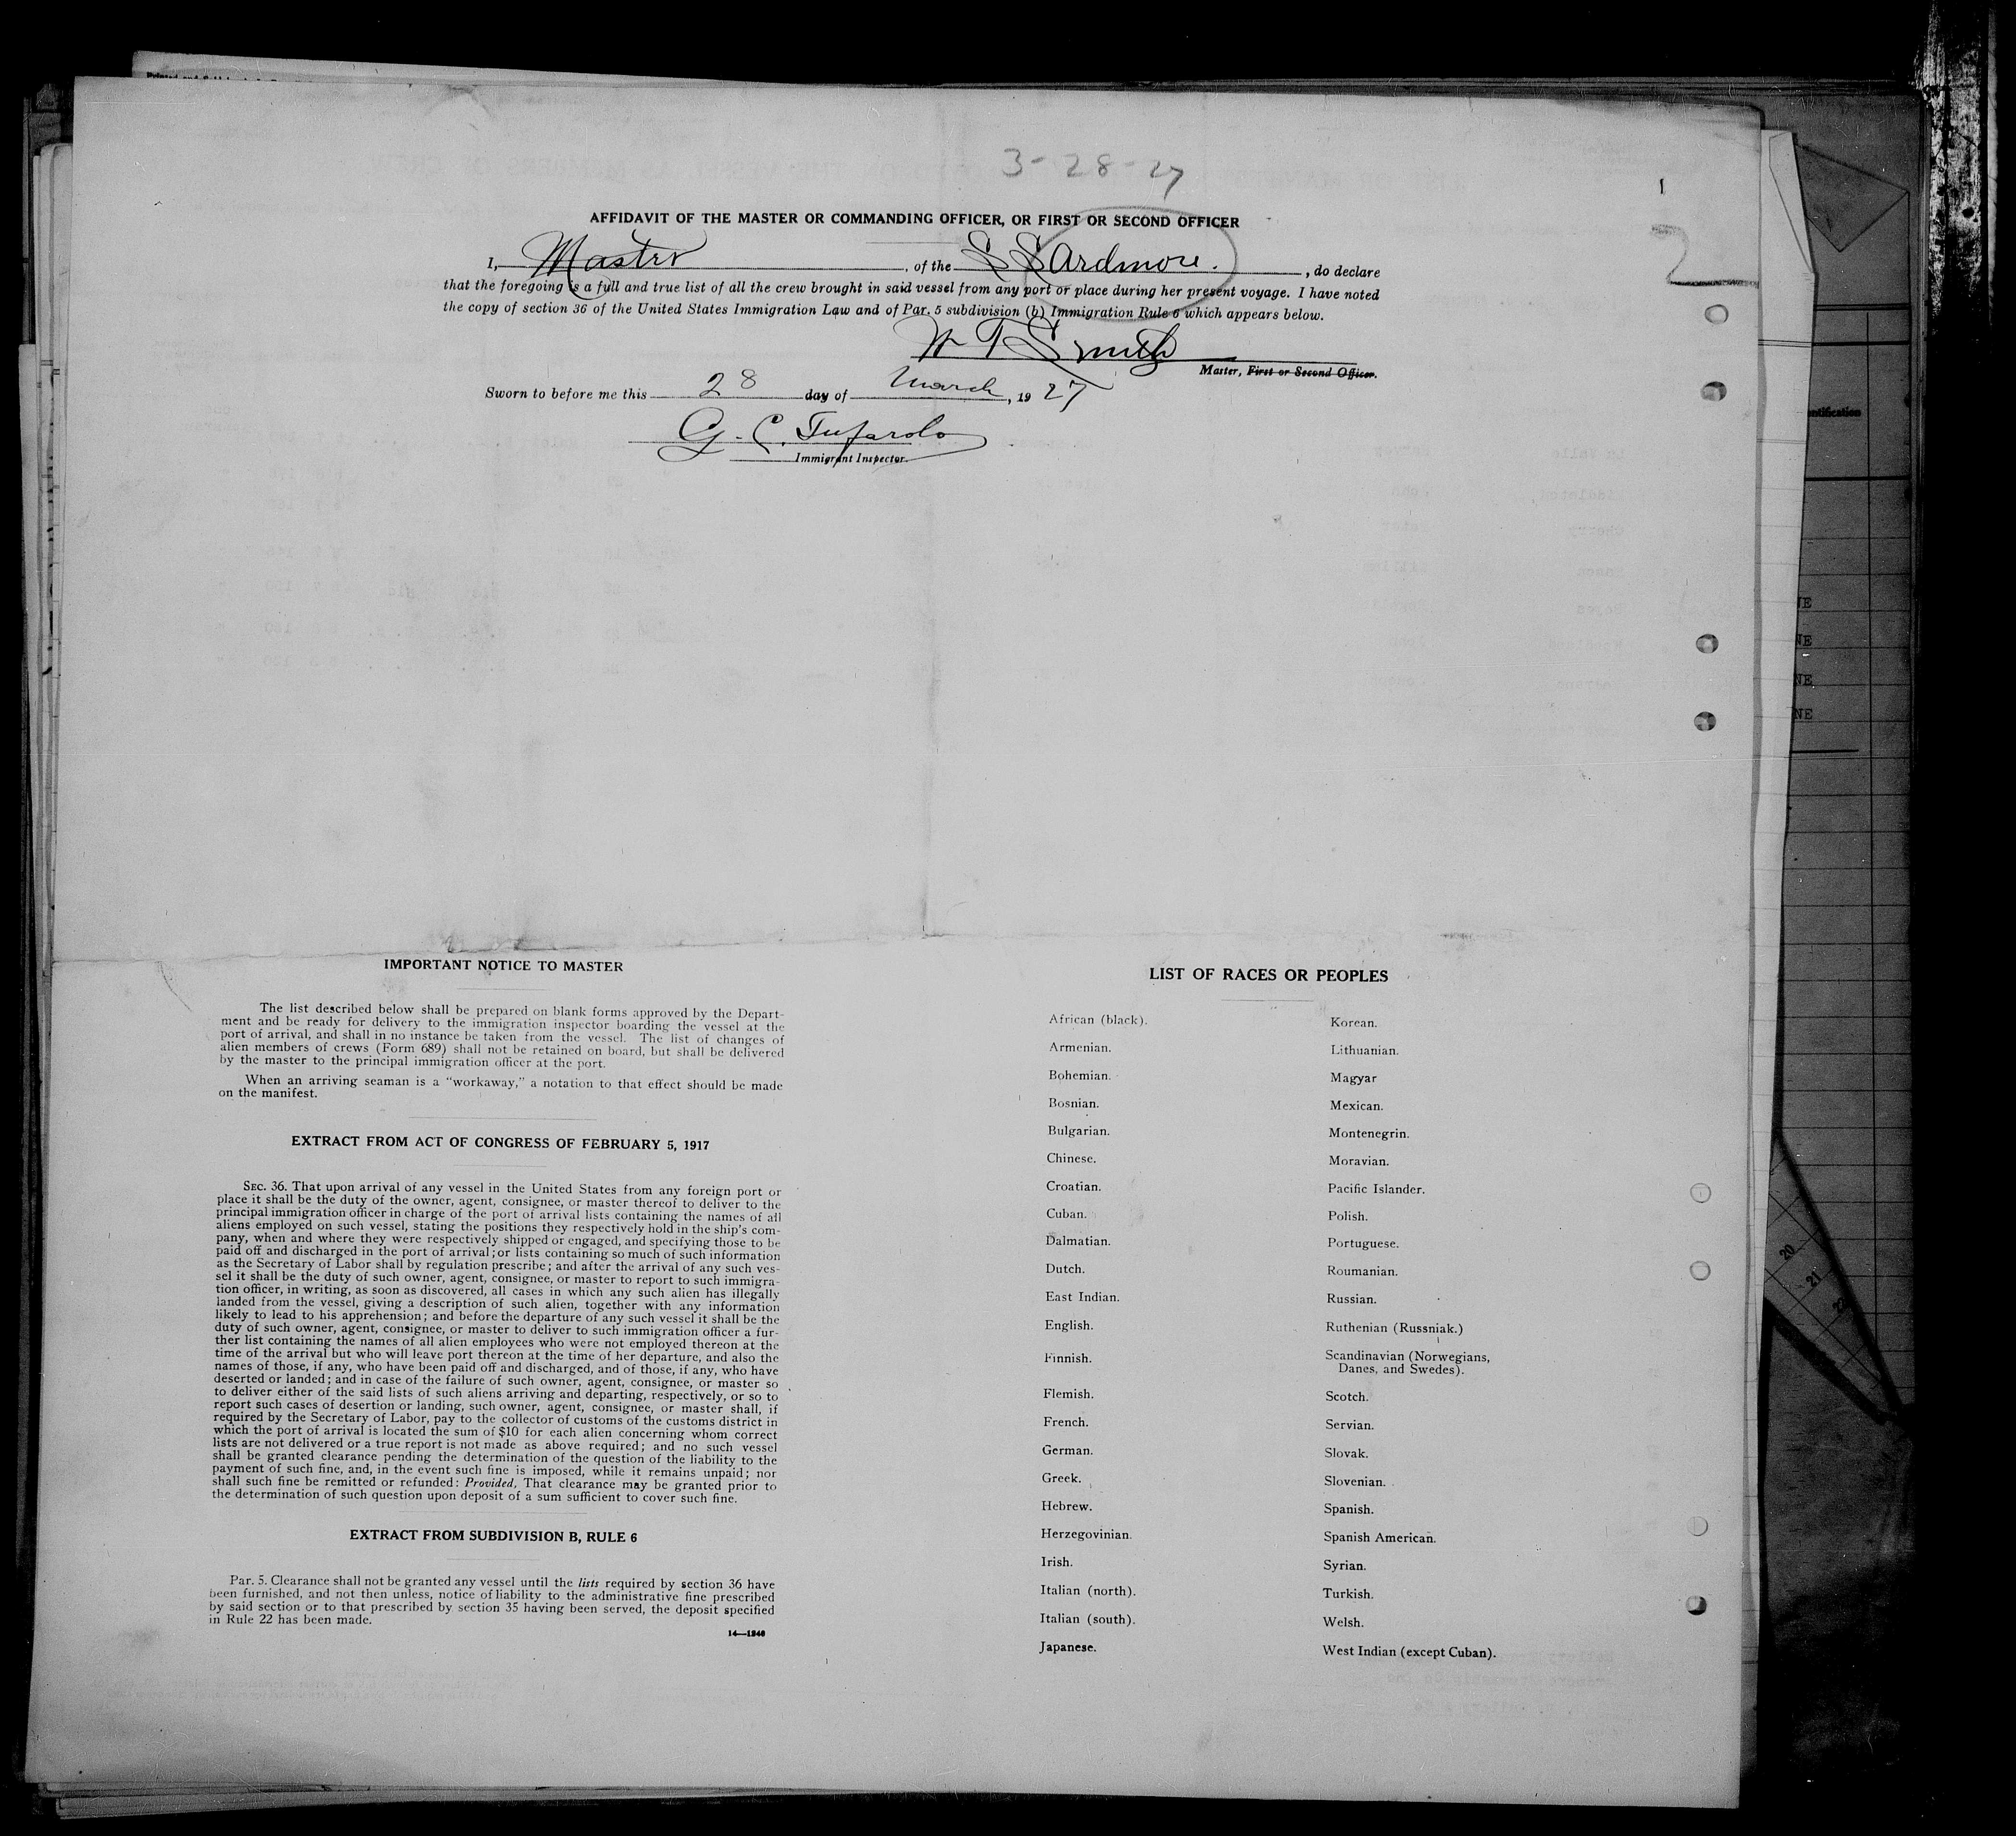 3-28-27
1
2
AFFIDAVIT OF THE MASTER OR COMMANDING OFFICER, OR FIRST OR SECOND OFFICER
I, Master, of the SS Ardmore., do declare
that the foregoing is a full and true list of all the crew brought in said vessel from any port or place during her present voyage. I have noted
the copy of section 36 of the United States Immigration Law and of Par. 5 subdivision (b) Immigration Rule 6 which appears below.
W T Smith
Master, First or Second Officer.
Sworn to before me this 28 day of March, 1927
G. C.
Immigrant Inspector.
entification
NE
NE
NE
NE
IMPORTANT NOTICE TO MASTER
The list described below shall be prepared on blank forms approved by the Depart-
ment and be ready for delivery to the immigration inspector boarding the vessel at the
port of arrival, and shall in no instance be taken from the vessel. The list of changes of
alien members of crews (Form 689) shall not be retained on board, but shall be delivered
by the master to the principal immigration officer at the port.
When an arriving seaman is a "workaway," a notation to that effect should be made
on the manifest.
EXTRACT FROM ACT OF CONGRESS OF FEBRUARY 5, 1917
SEC. 36. That upon arrival of any vessel in the United States from any foreign port or
place it shall be the duty of the owner, agent, consignee, or master thereof to deliver to the
principal immigration officer in charge of the port of arrival lists containing the names of all
aliens employed on such vessel, stating the positions they respectively hold in the ship's com-
pany, when and where they were respectively shipped or engaged, and specifying those to be
paid off and discharged in the port of arrival; or lists containing so much of such information
as the Secretary of Labor shall by regulation prescribe; and after the arrival of any such ves-
sel it shall be the duty of such owner, agent, consignee, or master to report to such immigra-
tion officer, in writing, as soon as discovered, all cases in which any such alien has illegally
landed from the vessel, giving a description of such alien, together with any information
likely to lead to his apprehension; and before the departure of any such vessel it shall be the
duty of such owner, agent, consignee, or master to deliver to such immigration officer a fur-
ther list containing the names of all alien employees who were not employed thereon at the
time of the arrival but who will leave port thereon at the time of her departure, and also the
names of those, if any, who have been paid off and discharged, and of those, if any, who have
deserted or landed; and in case of the failure of such owner, agent, consignee, or master so
to deliver either of the said lists of such aliens arriving and departing, respectively, or so to
report such cases of desertion or landing, such owner, agent, consignee, or master shall, if
required by the Secretary of Labor, pay to the collector of customs of the customs district in
which the port of arrival is located the sum of $10 for each alien concerning whom correct
lists are not delivered or a true report is not made as above required; and no such vessel
shall be granted clearance pending the determination of the question of the liability to the
payment of such fine, and, in the event such fine is imposed, while it remains unpaid; nor
shall such fine be remitted or refunded: Provided, That clearance may be granted prior to
the determination of such question upon deposit of a sum sufficient to cover such fine.
EXTRACT FROM SUBDIVISION B, RULE 6
Par. 5. Clearance shall not be granted any vessel until the lists required by section 36 have
been furnished, and not then unless, notice of liability to the administrative fine prescribed
by said section or to that prescribed by section 35 having been served, the deposit specified
in Rule 22 has been made.
14—1240
LIST OF RACES OR PEOPLES
African (black).
Armenian.
Bohemian.
Bosnian.
Bulgarian.
Chinese.
Croatian.
Cuban.
Dalmatian.
Dutch.
East Indian.
English.
Finnish.
Flemish.
French.
German.
Greek.
Hebrew.
Herzegovinian.
Irish.
Italian (north).
Italian (south).
Japanese.
Korean.
Lithuanian.
Magyar
Mexican.
Montenegrin.
Moravian.
Pacific Islander.
Polish.
Portuguese.
Roumanian.
Russian.
Ruthenian (Russniak.)
Scandinavian (Norwegians,
Danes, and Swedes).
Scotch.
Servian.
Slovak.
Slovenian.
Spanish.
Spanish American.
Syrian.
Turkish.
Welsh.
West Indian (except Cuban).
20
21
22